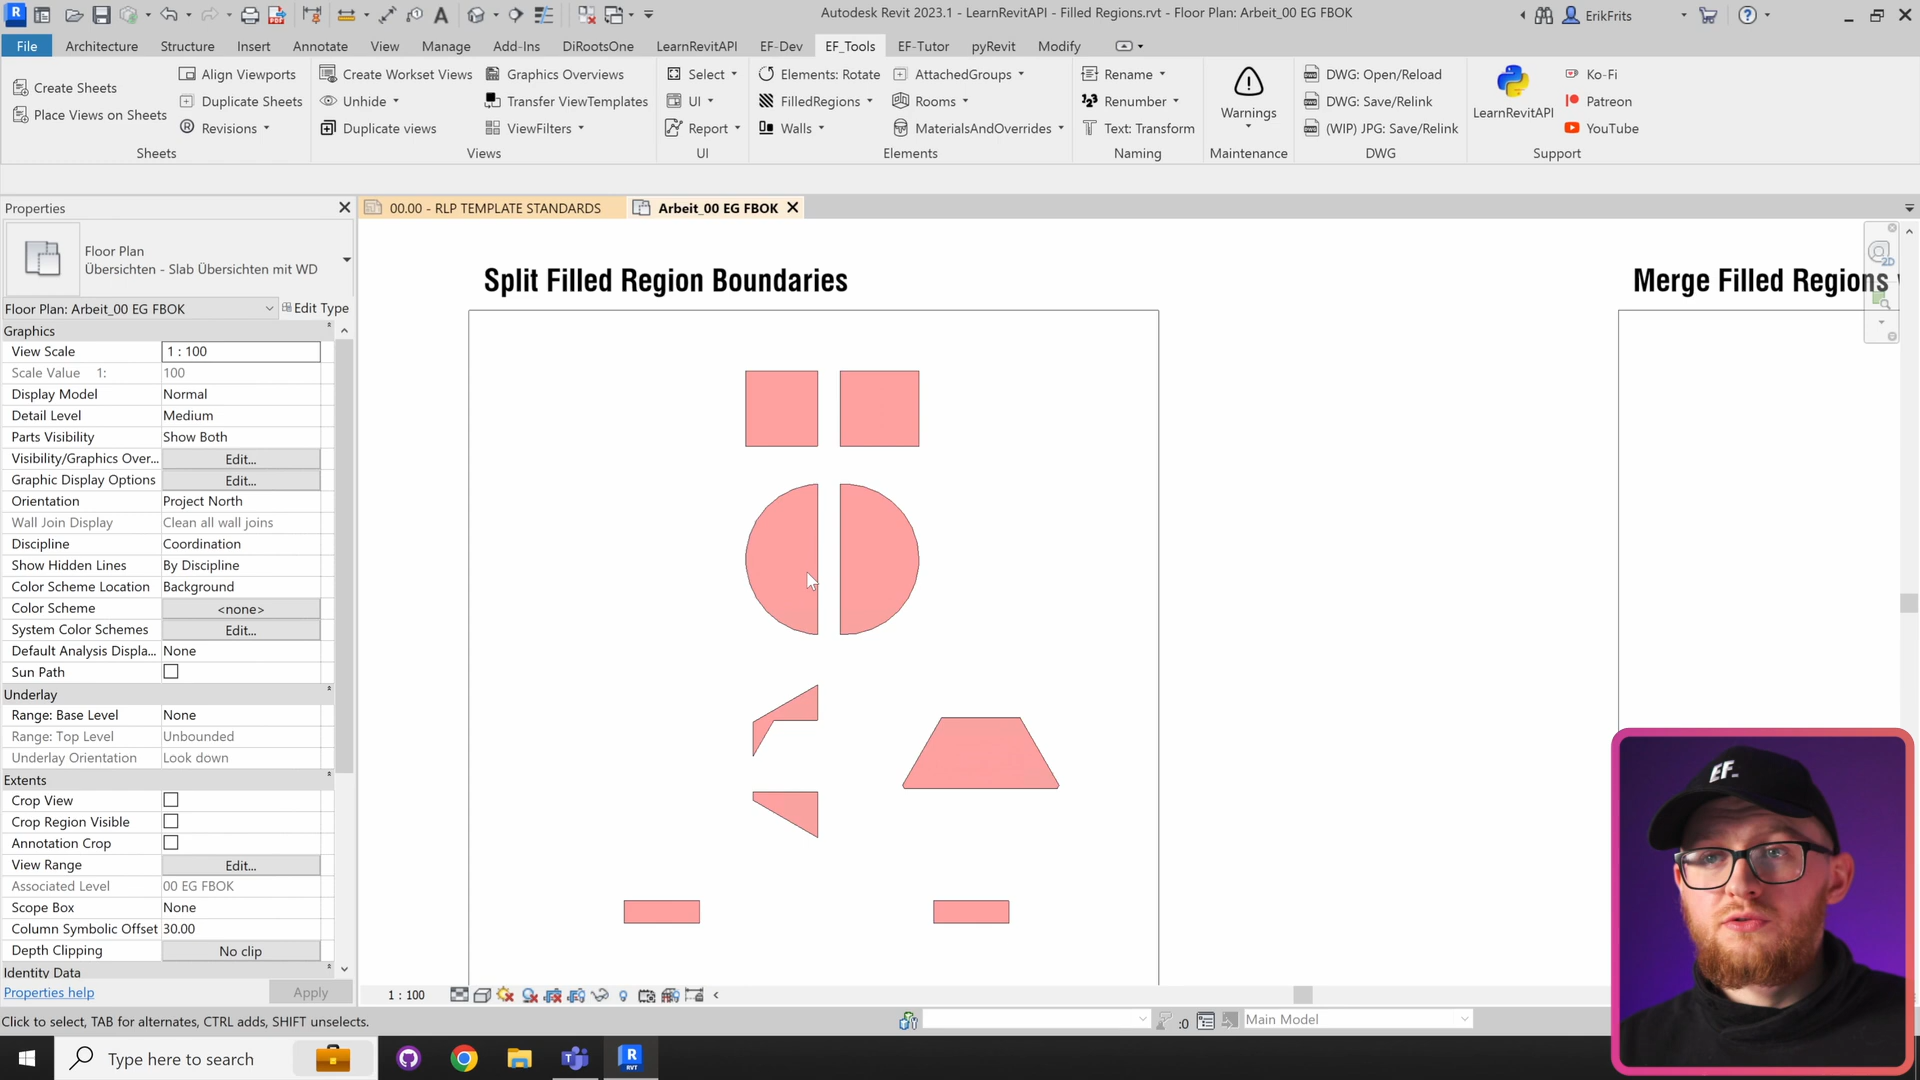 Autodesk Revit 2023.1 - LearnRevitAPI - Filled Regions.rvt - Floor Plan: Arbeit_00 EG FBOK
ErikFrits
File Architecture Structure Insert Annotate View Manage Add-Ins DiRootsOne LearnRevitAPI EF-Dev EF_Tools EF-Tutor pyRevit Modify
Create Sheets
Place Views on Sheets
Align Viewports
Duplicate Sheets
Revisions
Sheets
Create Workset Views
Unhide
Duplicate views
Graphics Overviews
Transfer ViewTemplates
ViewFilters
Views
Select
UI
Report
UI
Elements: Rotate
FilledRegions
Walls
AttachedGroups
Rooms
MaterialsAndOverrides
Elements
Rename
Renumber
Text: Transform
Naming
Warnings
Maintenance
DWG: Open/Reload
DWG: Save/Relink
(WIP) JPG: Save/Relink
DWG
LearnRevitAPI
Ko-Fi
Patreon
YouTube
Support
Properties
Floor Plan
Übersichten - Slab Übersichten mit WD
Floor Plan: Arbeit_00 EG FBOK
Edit Type
Graphics
View Scale 1 : 100
Scale Value 1: 100
Display Model Normal
Detail Level Medium
Parts Visibility Show Both
Visibility/Graphics Over... Edit...
Graphic Display Options Edit...
Orientation Project North
Wall Join Display Clean all wall joins
Discipline Coordination
Show Hidden Lines By Discipline
Color Scheme Location Background
Color Scheme <none>
System Color Schemes Edit...
Default Analysis Displa... None
Sun Path
Underlay
Range: Base Level None
Range: Top Level Unbounded
Underlay Orientation Look down
Extents
Crop View
Crop Region Visible
Annotation Crop
View Range Edit...
Associated Level 00 EG FBOK
Scope Box None
Column Symbolic Offset 30.00
Depth Clipping No clip
Identity Data
Properties help
Apply
00.00 - RLP TEMPLATE STANDARDS
Arbeit_00 EG FBOK
Split Filled Region Boundaries
Merge Filled Regions
2D
1 : 100
Click to select, TAB for alternates, CTRL adds, SHIFT unselects.
:0
Main Model
EF.
Type here to search